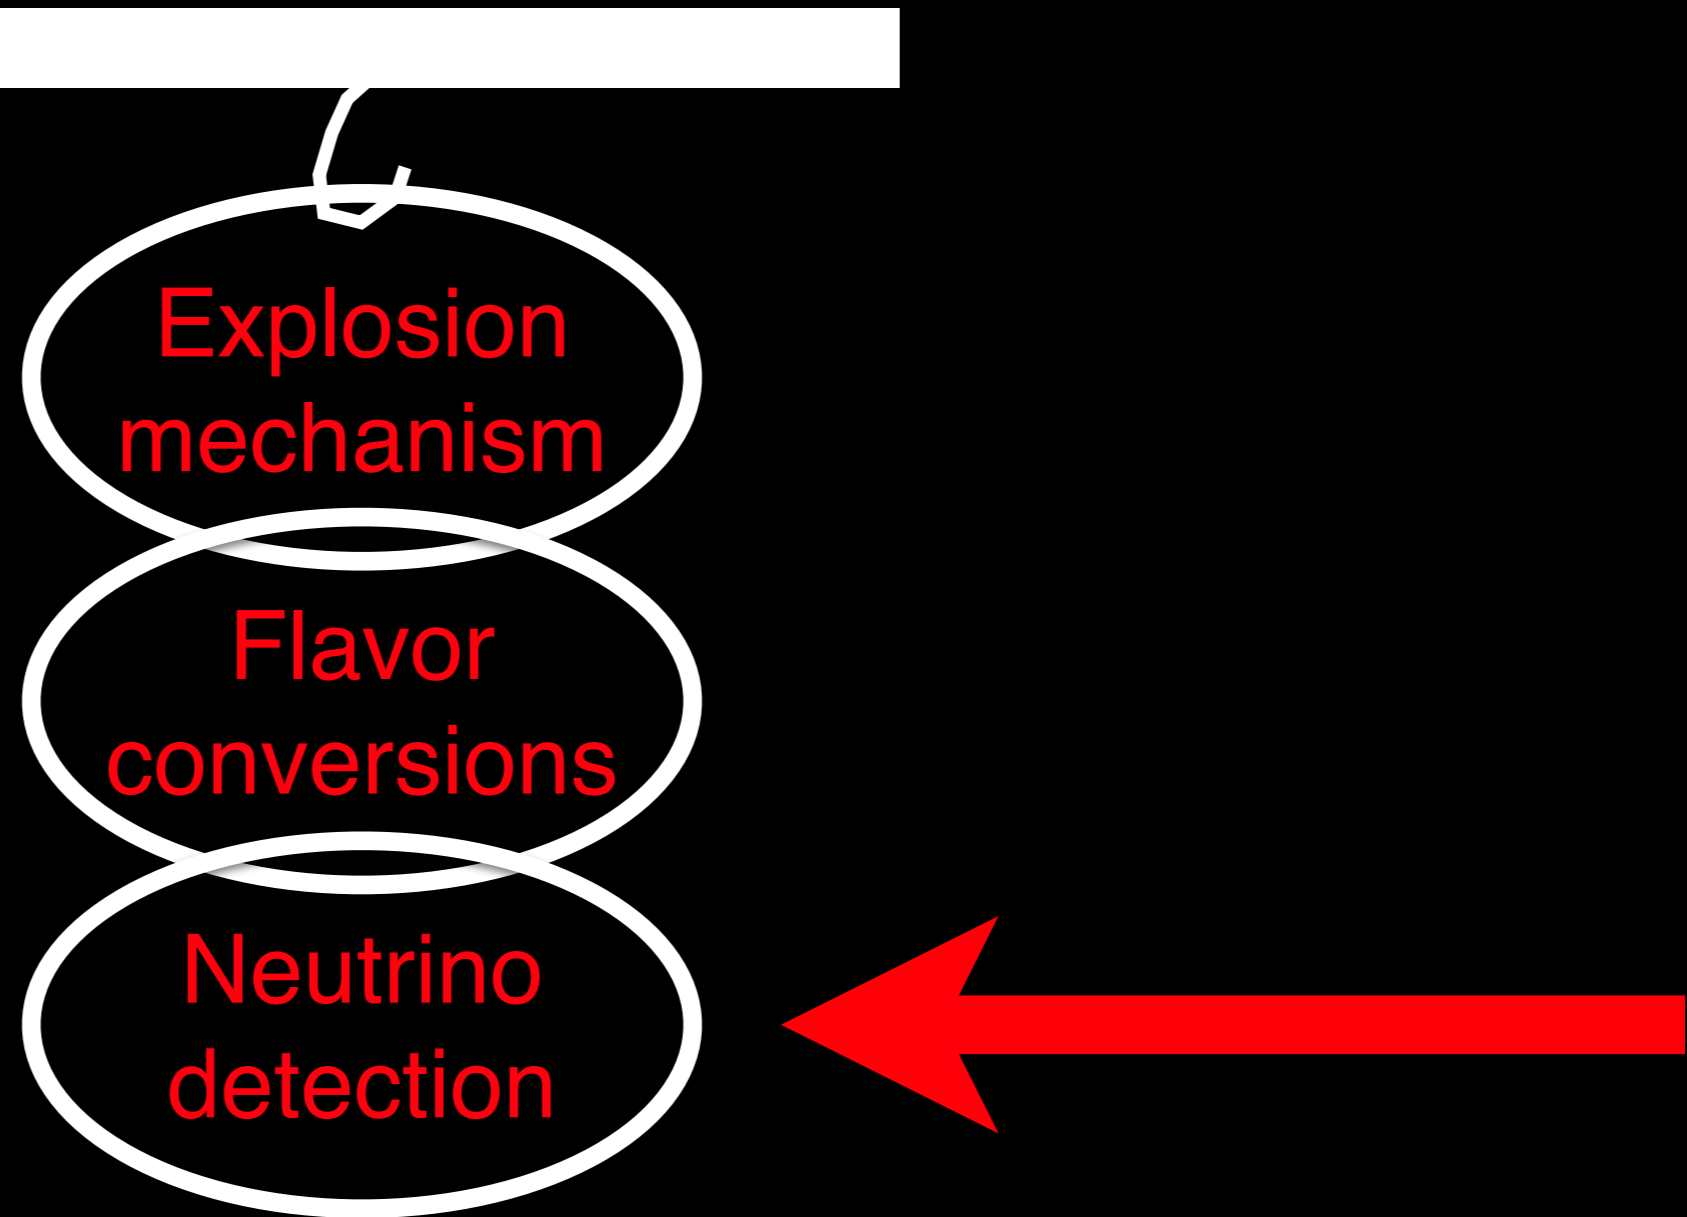 Explosion
mechanism
Flavor
conversions
Neutrino
detection